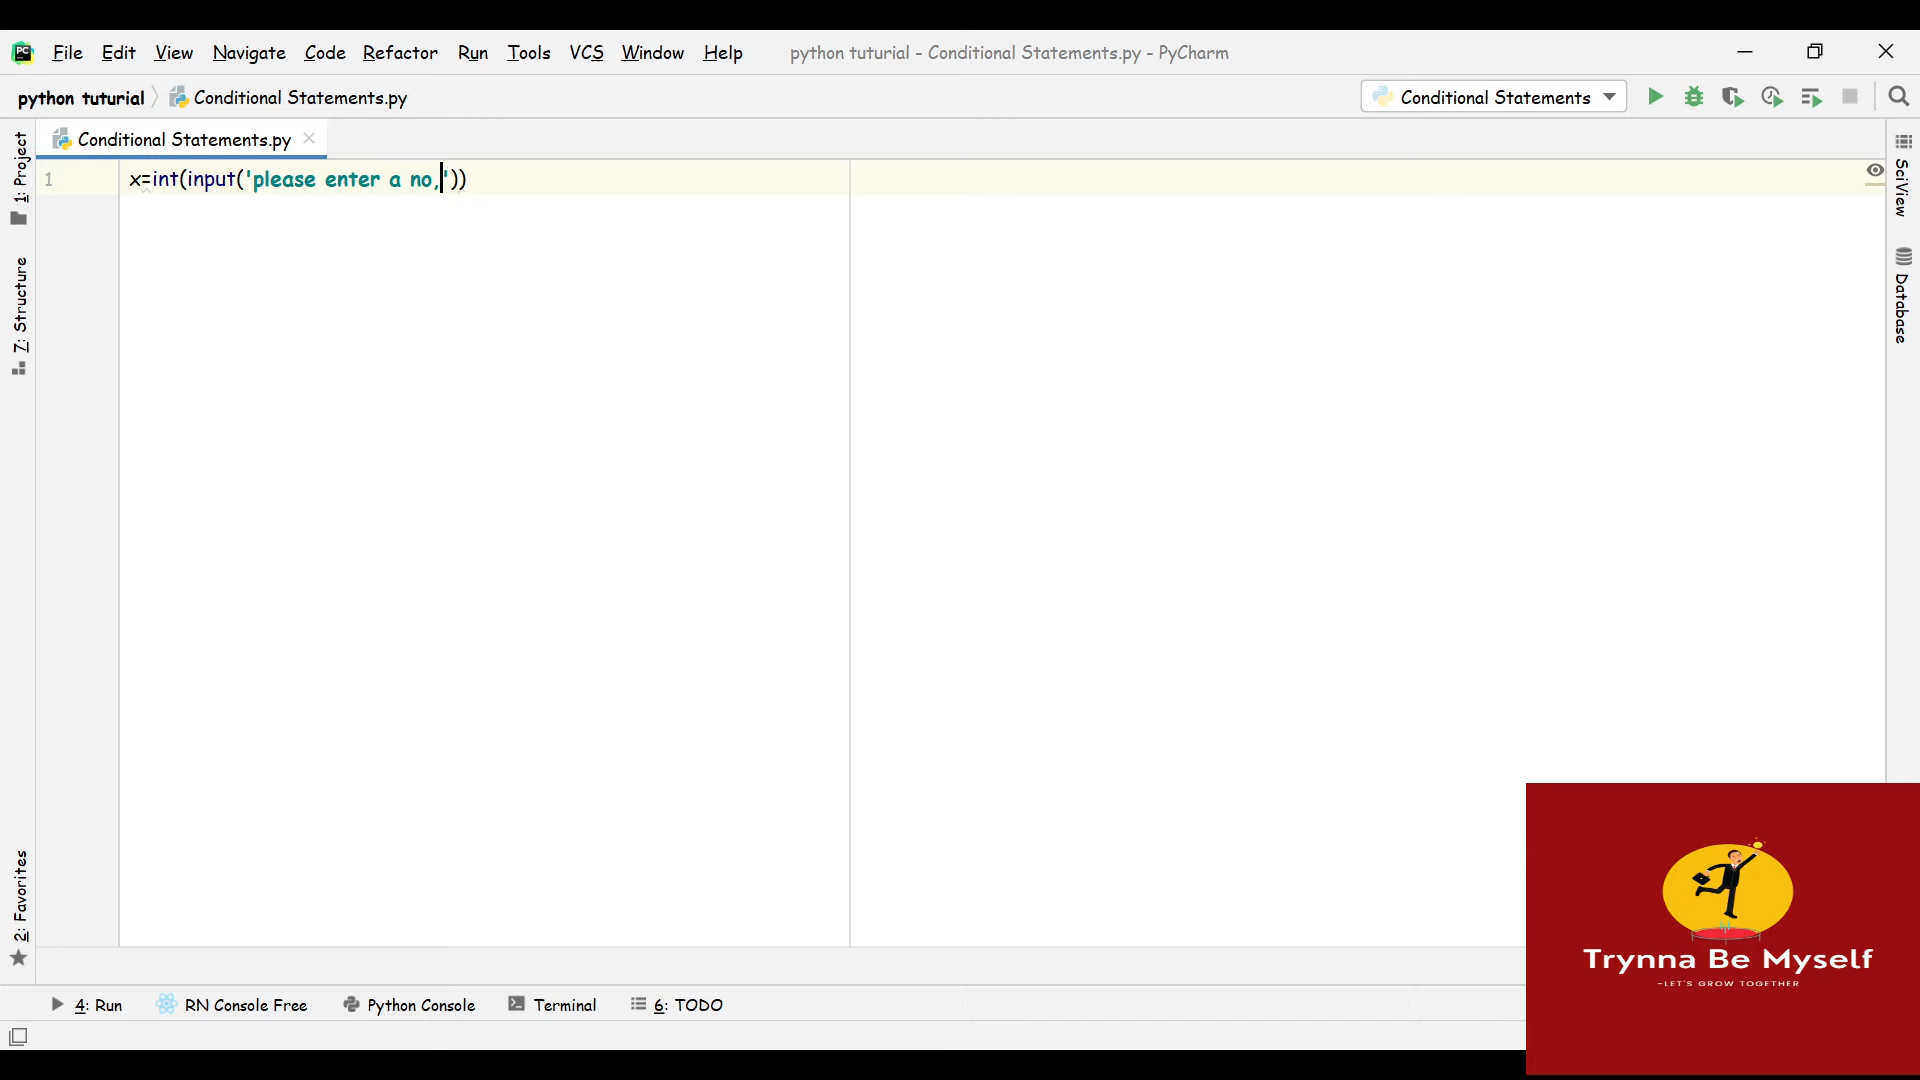 PC File Edit View Navigate Code Refactor Run Tools VCS Window Help python tuturial - Conditional Statements.py - PyCharm
python tuturial Conditional Statements.py Conditional Statements
Conditional Statements.py
1 x=int(input('please enter a no,'))
1: Project
7: Structure
2: Favorites
SciView
Database
Trynna Be Myself
-LET'S GROW TOGETHER
4: Run RN Console Free Python Console Terminal 6: TODO